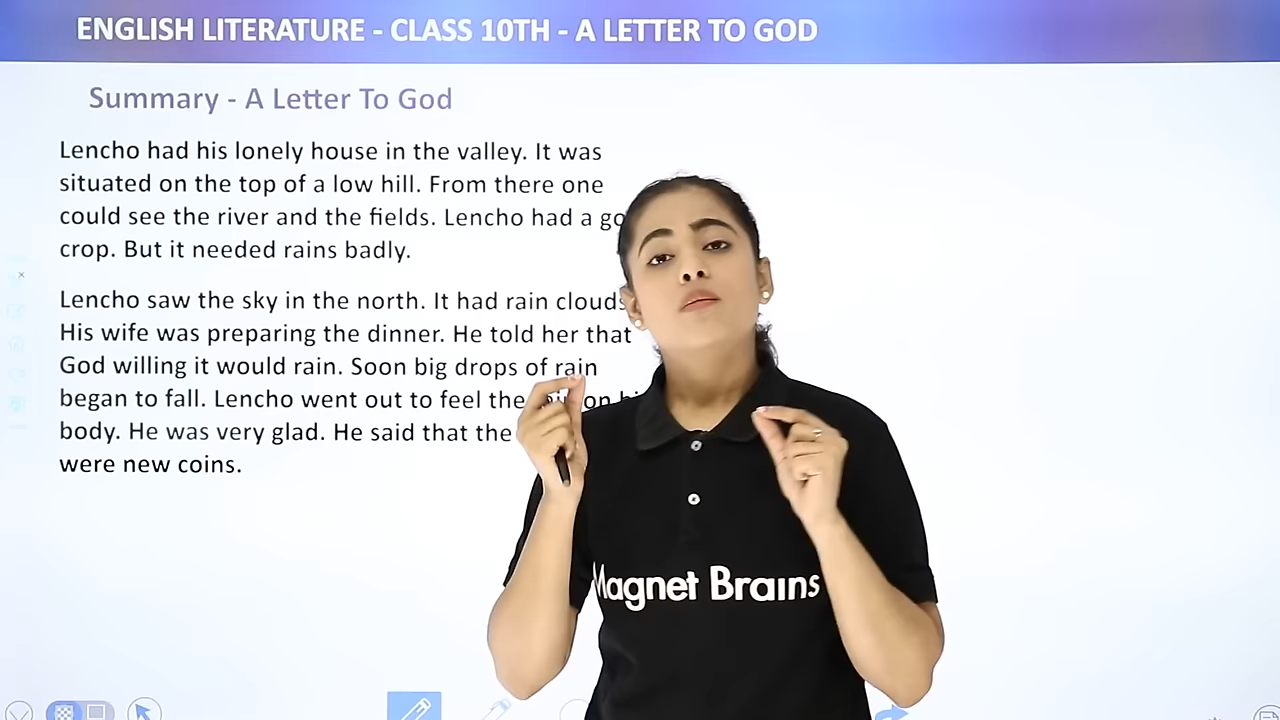 ENGLISH LITERATURE - CLASS 10TH - A LETTER TO GOD
Summary - A Letter To God
Lencho had his lonely house in the valley. It was
situated on the top of a low hill. From there one
could see the river and the fields. Lencho had a
crop. But it needed rains badly.
Lencho saw the sky in the north. It had rain clouds
His wife was preparing the dinner. He told her that
God willing it would rain. Soon big drops of rain
began to fall. Lencho went out to feel the on
body. He was very glad. He said that the
were new coins.
Magnet Brains